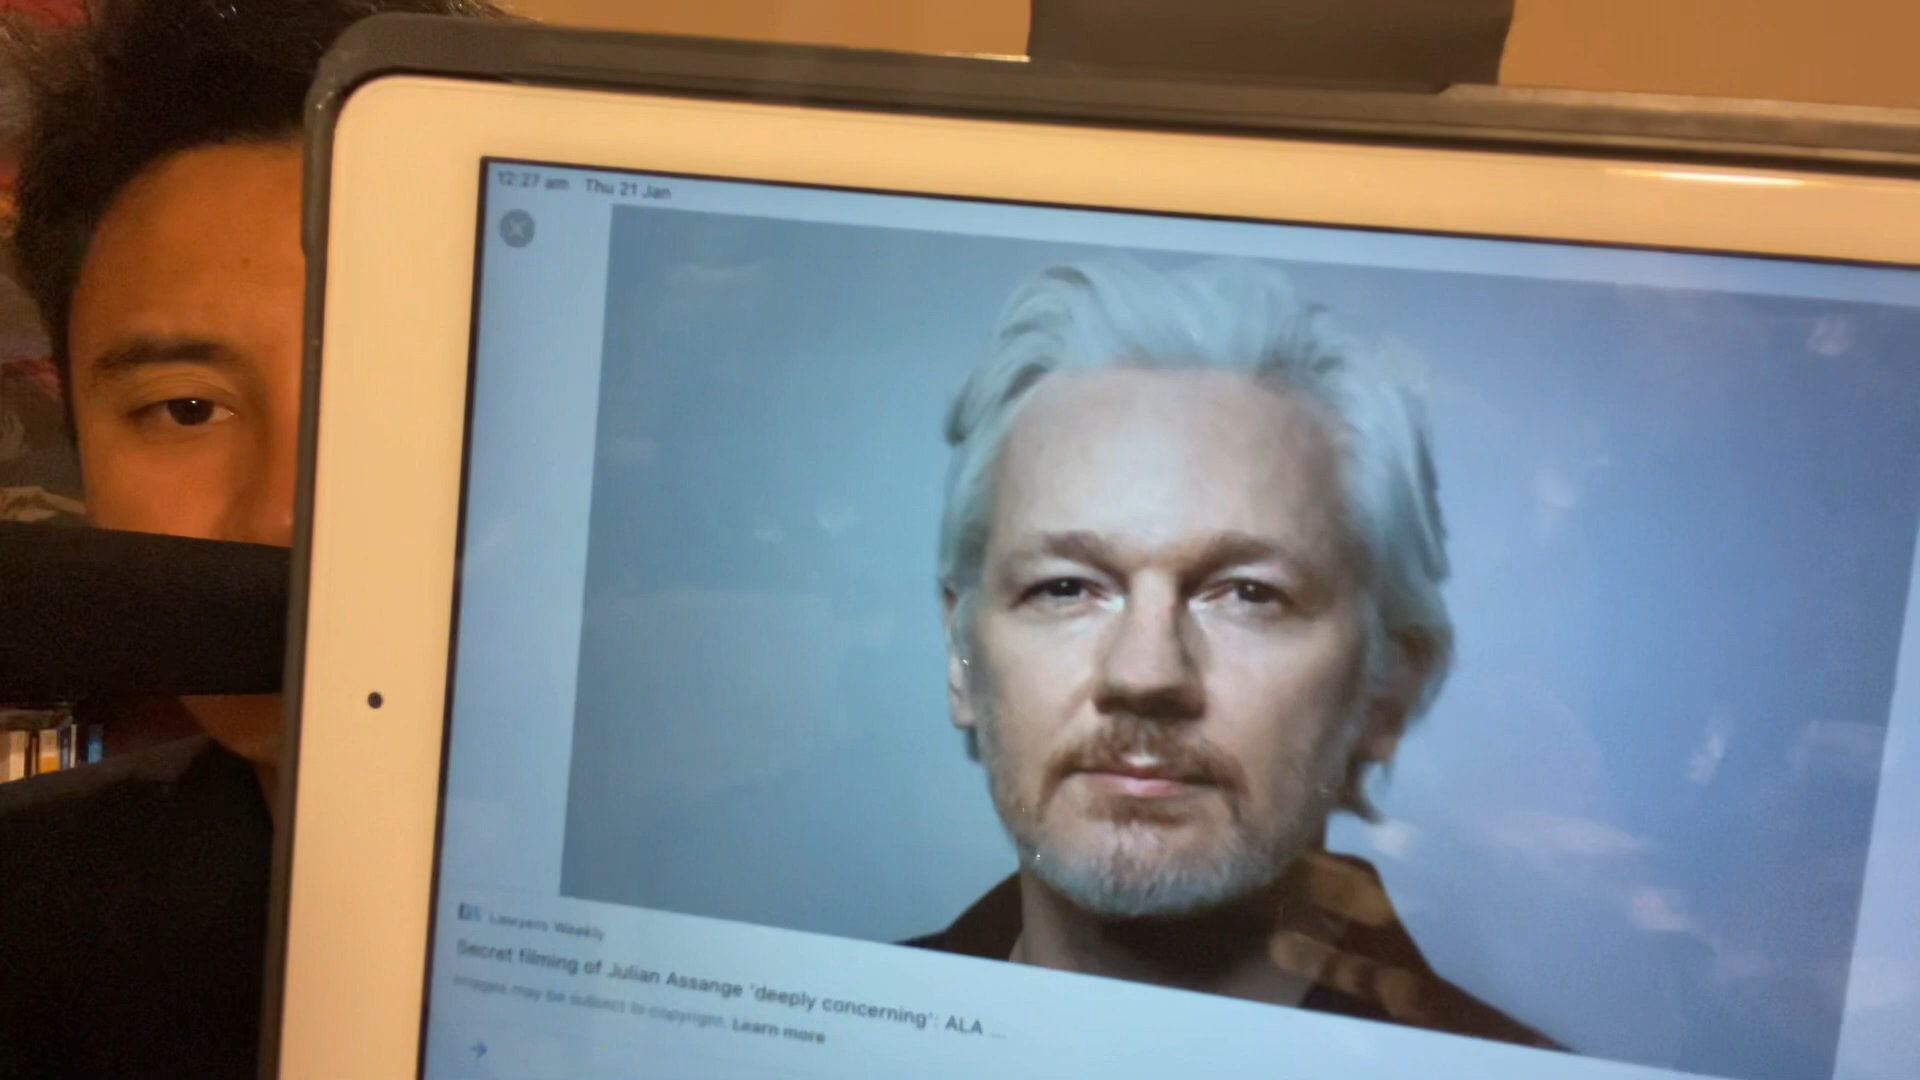 12:27 am Thu 21 Jan
Lawyers Weekly
Secret filming of Julian Assange 'deeply concerning': ALA ...
Images may be subject to copyright. Learn more